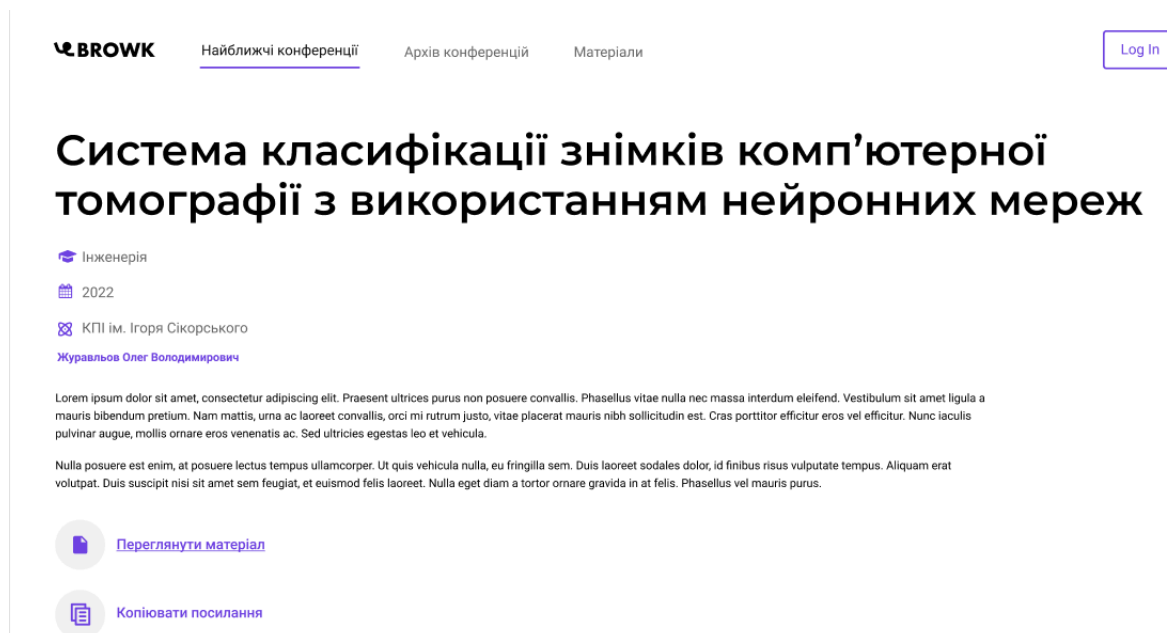 BROWK
Найближчі конференції
Архів конференцій
Матеріали
Log In
Система класифікації знімків комп’ютерної
томографії з використанням нейронних мереж
Інженерія
2022
КПІ ім. Ігоря Сікорського
Журавльов Олег Володимирович
Lorem ipsum dolor sit amet, consectetur adipiscing elit. Praesent ultrices purus non posuere convallis. Phasellus vitae nulla nec massa interdum eleifend. Vestibulum sit amet ligula a
mauris bibendum pretium. Nam mattis, urna ac laoreet convallis, orci mi rutrum justo, vitae placerat mauris nibh sollicitudin est. Cras porttitor efficitur eros vel efficitur. Nunc iaculis
pulvinar augue, mollis ornare eros venenatis ac. Sed ultricies egestas leo et vehicula.
Nulla posuere est enim, at posuere lectus tempus ullamcorper. Ut quis vehicula nulla, eu fringilla sem. Duis laoreet sodales dolor, id finibus risus vulputate tempus. Aliquam erat
volutpat. Duis suscipit nisi sit amet sem feugiat, et euismod felis laoreet. Nulla eget diam a tortor ornare gravida in at felis. Phasellus vel mauris purus.
Переглянути матеріал
Копіювати посилання